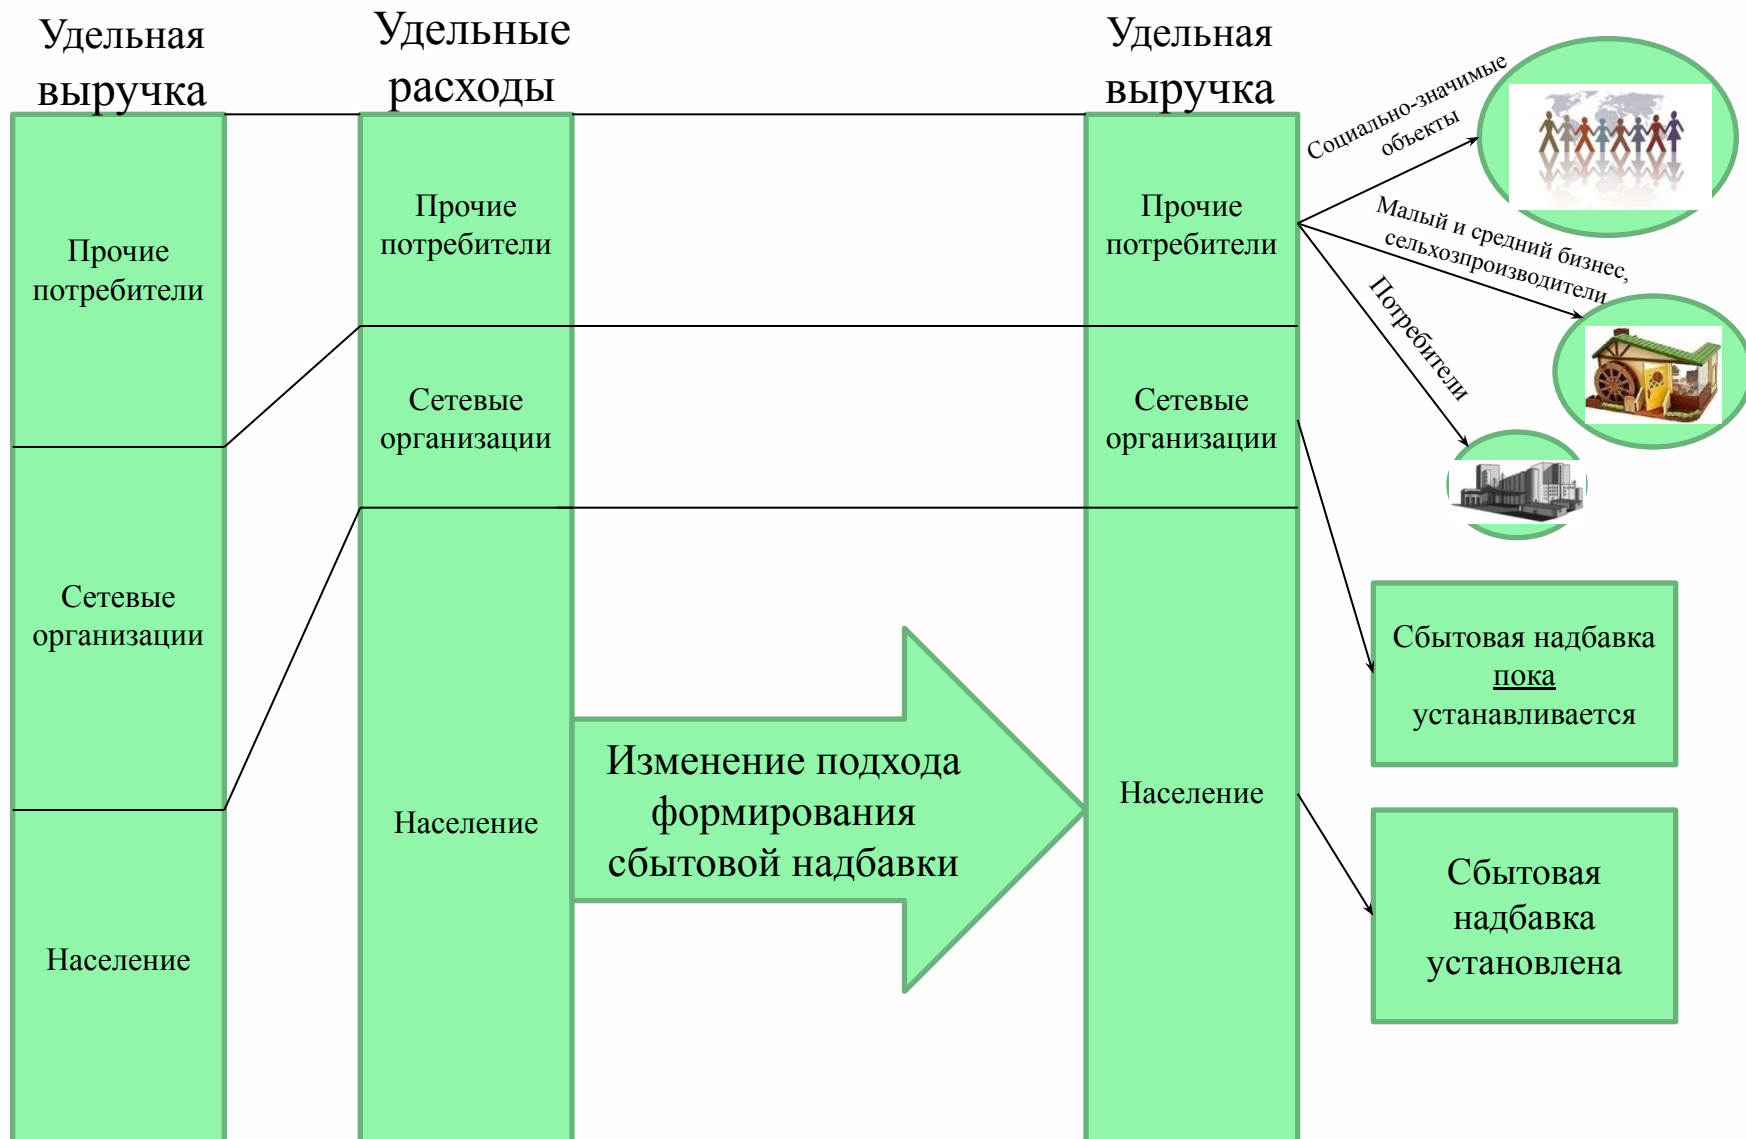 Удельная
выручка
Прочие
потребители
Сетевые
организации
Население
Удельные
расходы
Прочие
потребители
Сетевые
организации
Население
Изменение подхода
формирования
сбытовой надбавки
Удельная
выручка
Прочие
потребители
Сетевые
организации
Население
Социально-значимые
объекты
Малый и средний бизнес,
сельхозпроизводители
Потребители
Сбытовая надбавка
пока
устанавливается
Сбытовая
надбавка
установлена